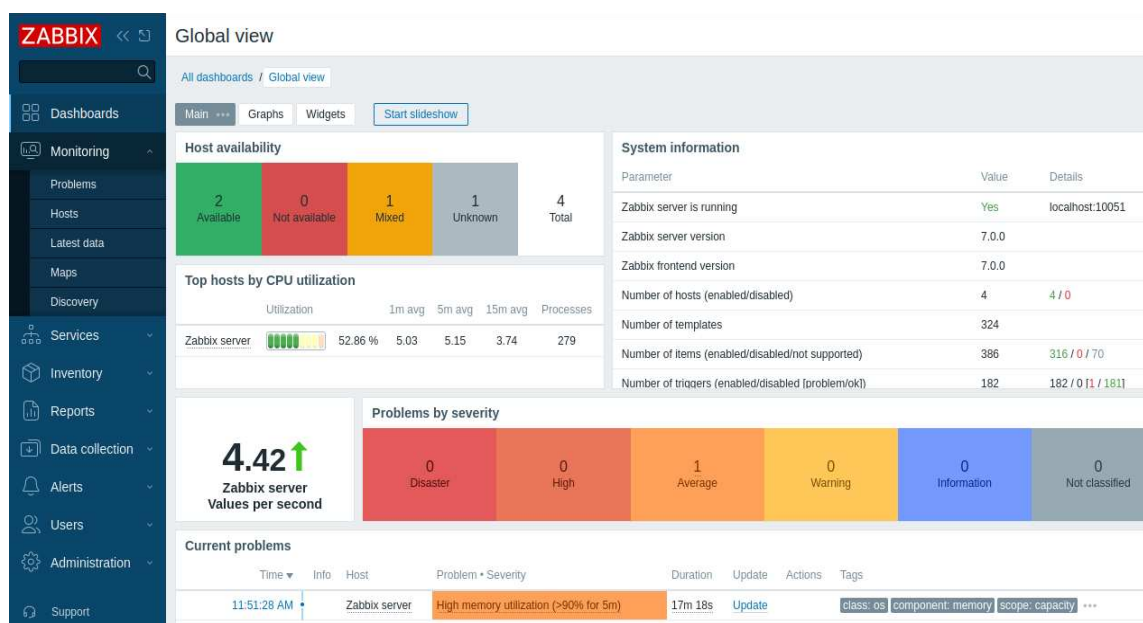 ZABBIX
Global view
All dashboards / Global view
Dashboards
Monitoring
Problems
Hosts
Latest data
Maps
Discovery
Services
Inventory
Reports
Data collection
Alerts
Users
Administration
Support
Main ••• Graphs Widgets Start slideshow
Host availability
2 0 1 1 4
Available Not available Mixed Unknown Total
System information
Parameter Value Details
Zabbix server is running Yes localhost:10051
Zabbix server version 7.0.0
Zabbix frontend version 7.0.0
Number of hosts (enabled/disabled) 4 4 / 0
Number of templates 324
Number of items (enabled/disabled/not supported) 386 316 / 0 / 70
Number of triggers (enabled/disabled [problem/ok]) 182 182 / 0 [1 / 181]
Top hosts by CPU utilization
Utilization 1m avg 5m avg 15m avg Processes
Zabbix server 52.86 % 5.03 5.15 3.74 279
4.42
Zabbix server
Values per second
Problems by severity
0 0 1 0 0 0
Disaster High Average Warning Information Not classified
Current problems
Time Info Host Problem • Severity Duration Update Actions Tags
11:51:28 AM Zabbix server High memory utilization (>90% for 5m) 17m 18s Update class: os component: memory scope: capacity •••